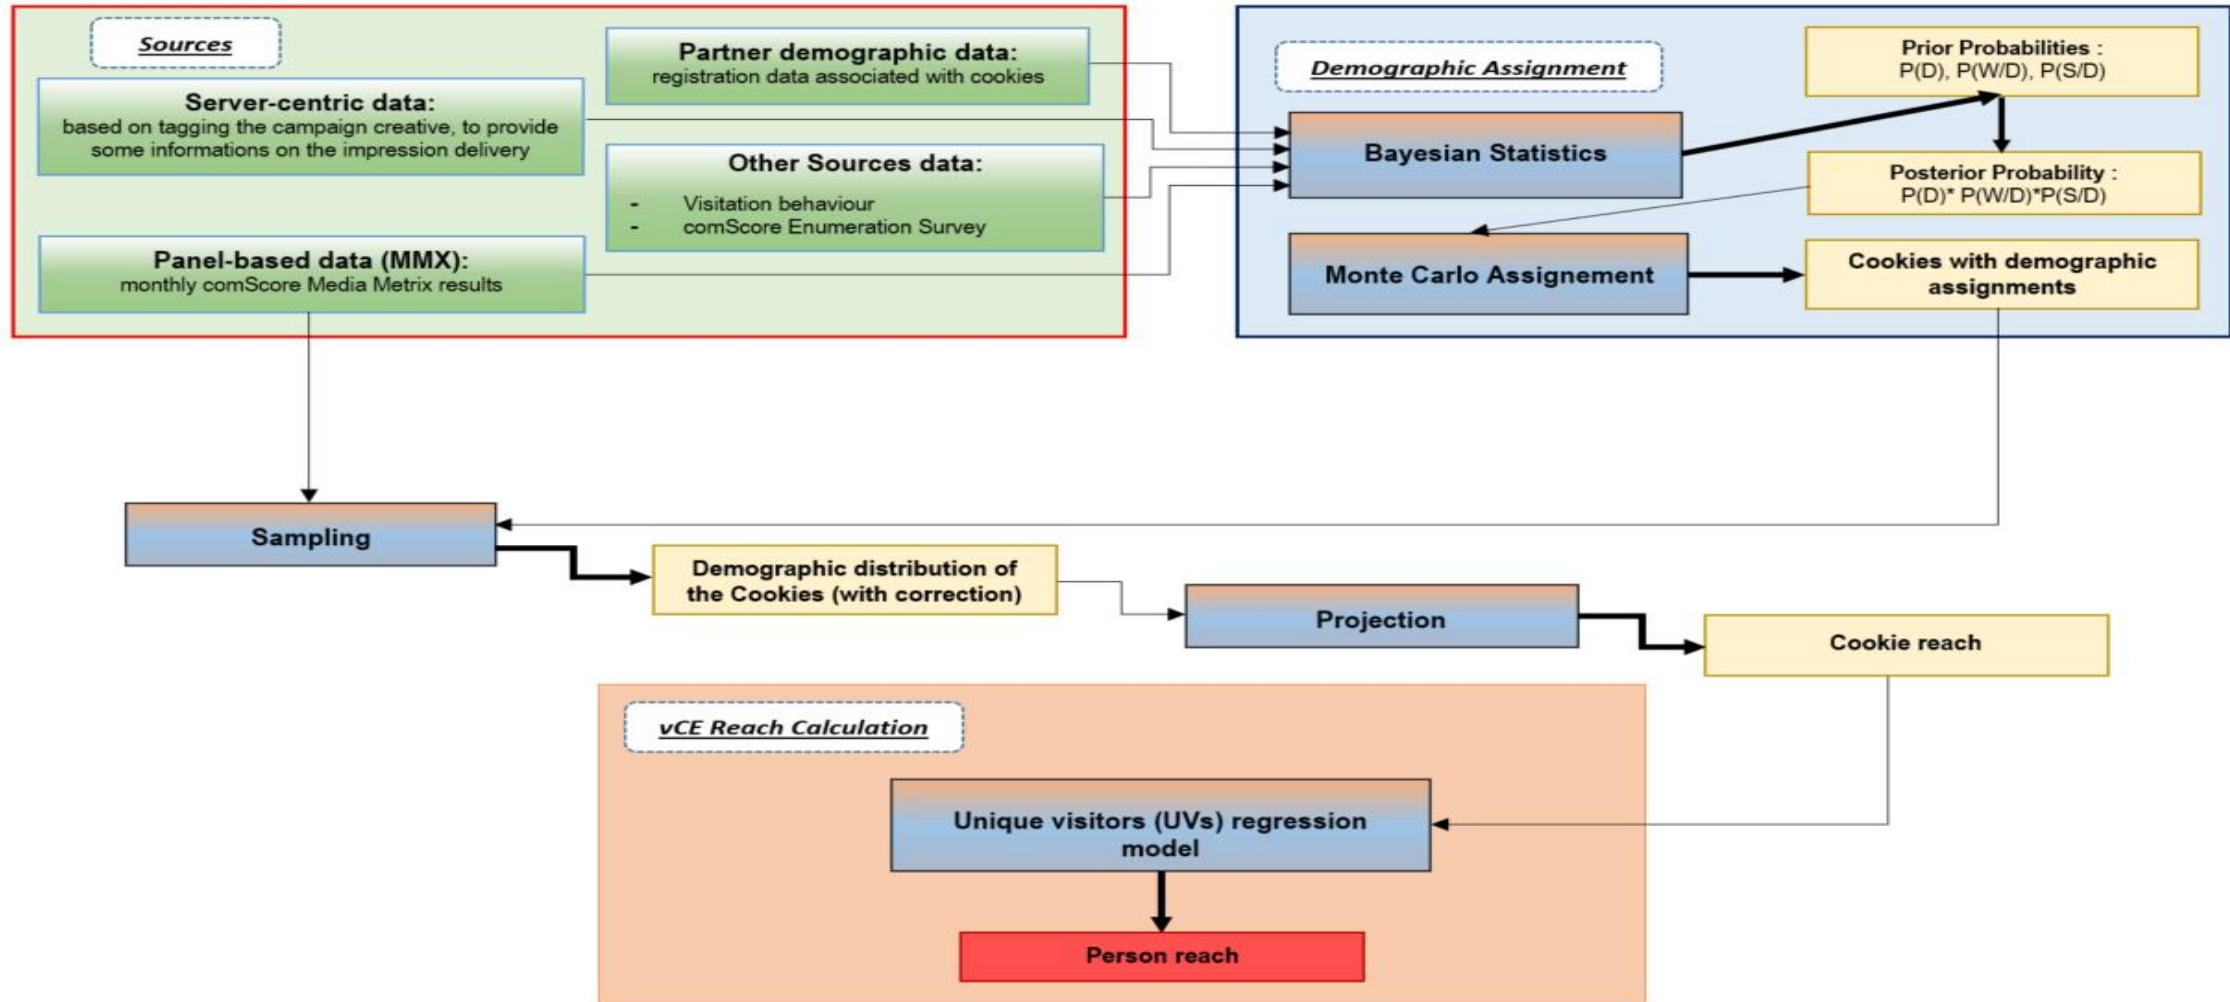 Sources
Partner demographic data:
registration data associated with cookies
Server-centric data:
based on tagging the campaign creative, to provide
some informations on the impression delivery
Other Sources data:
- Visitation behaviour
- comScore Enumeration Survey
Panel-based data (MMX):
monthly comScore Media Metrix results
Demographic Assignment
Prior Probabilities :
P(D), P(W/D), P(S/D)
Bayesian Statistics
Posterior Probability :
P(D)* P(W/D)*P(S/D)
Monte Carlo Assignement
Cookies with demographic
assignments
Sampling
Demographic distribution of
the Cookies (with correction)
Projection
Cookie reach
vCE Reach Calculation
Unique visitors (UVs) regression
model
Person reach